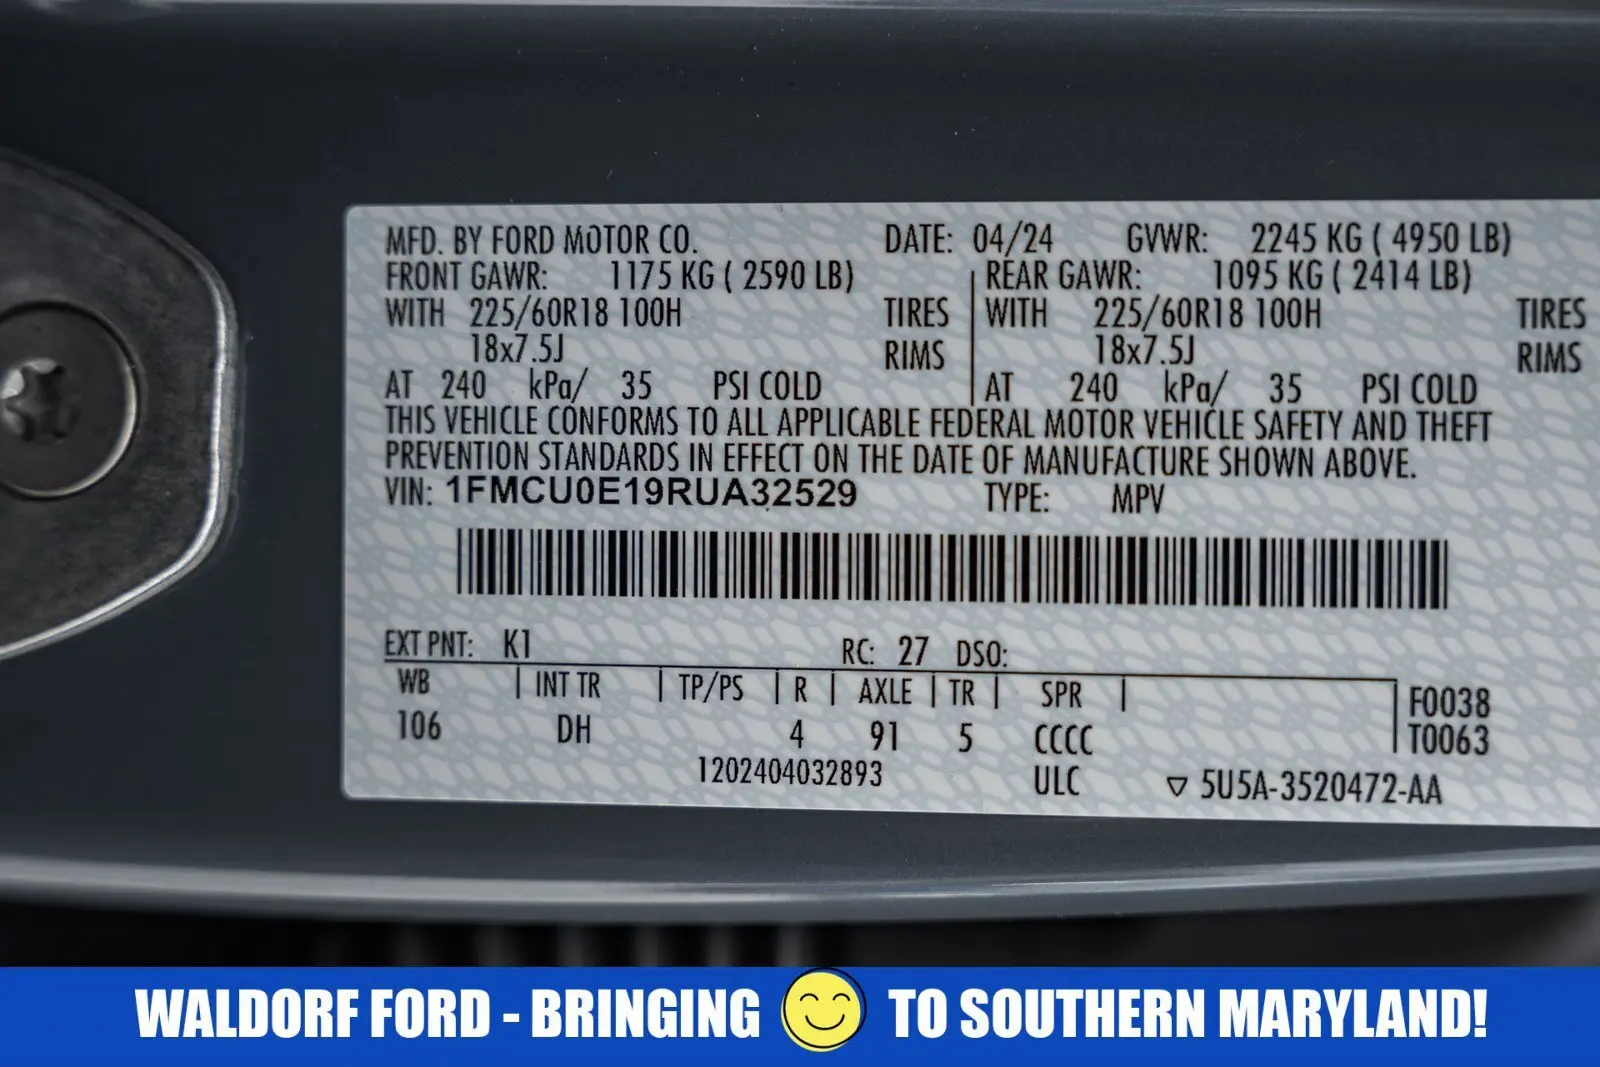 MFD. BY FORD MOTOR CO. DATE: 04/24 GVWR: 2245 KG ( 4950 LB)
FRONT GAWR: 1175 KG ( 2590 LB) REAR GAWR: 1095 KG ( 2414 LB)
WITH 225/60R18 100H TIRES WITH 225/60R18 100H TIRES
18x7.5J RIMS 18x7.5J RIMS
AT 240 kPa/ 35 PSI COLD AT 240 kPa/ 35 PSI COLD
THIS VEHICLE CONFORMS TO ALL APPLICABLE FEDERAL MOTOR VEHICLE SAFETY AND THEFT
PREVENTION STANDARDS IN EFFECT ON THE DATE OF MANUFACTURE SHOWN ABOVE.
VIN: 1FMCU0E19RUA32529 TYPE: MPV
EXT PNT: K1 RC: 27 DSO:
WB INT TR TP/PS R AXLE TR SPR F0038
106 DH 4 91 5 CCCC T0063
1202404032893 ULC ▽ 5U5A-3520472-AA
WALDORF FORD - BRINGING TO SOUTHERN MARYLAND!